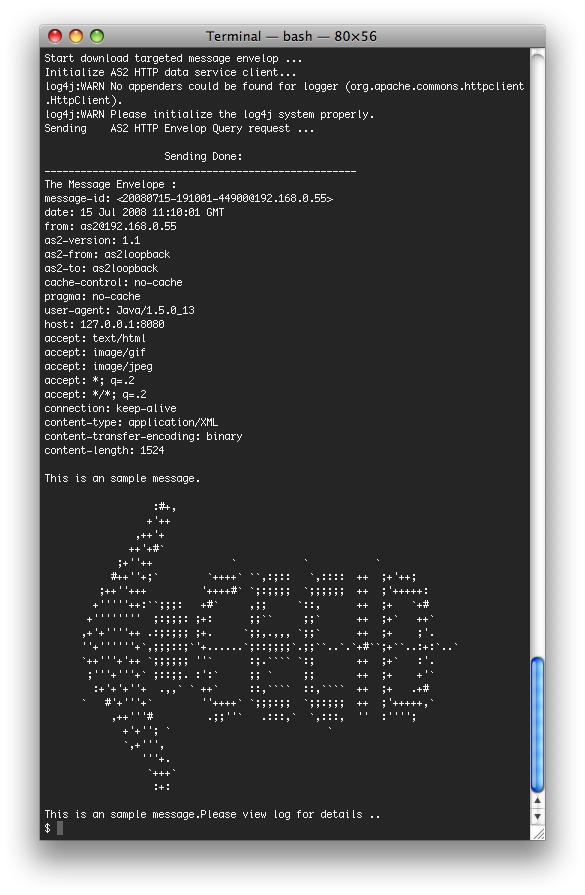 Terminal — bash — 80×56
Start download targeted message envelop ...
Initialize AS2 HTTP data service client...
log4j:WARN No appenders could be found for logger (org.apache.commons.httpclient
.HttpClient).
log4j:WARN Please initialize the log4j system properly.
Sending    AS2 HTTP Envelop Query request ...
Sending Done:
----------------------------------------------------
The Message Envelope :
message-id: <20080715-191001-44900@192.168.0.55>
date: 15 Jul 2008 11:10:01 GMT
from: as2@192.168.0.55
as2-version: 1.1
as2-from: as2loopback
as2-to: as2loopback
cache-control: no-cache
pragma: no-cache
user-agent: Java/1.5.0_13
host: 127.0.0.1:8080
accept: text/html
accept: image/gif
accept: image/jpeg
accept: *; q=.2
accept: */*; q=.2
connection: keep-alive
content-type: application/XML
content-transfer-encoding: binary
content-length: 1524
This is an sample message.
This is an sample message.Please view log for details ..
$